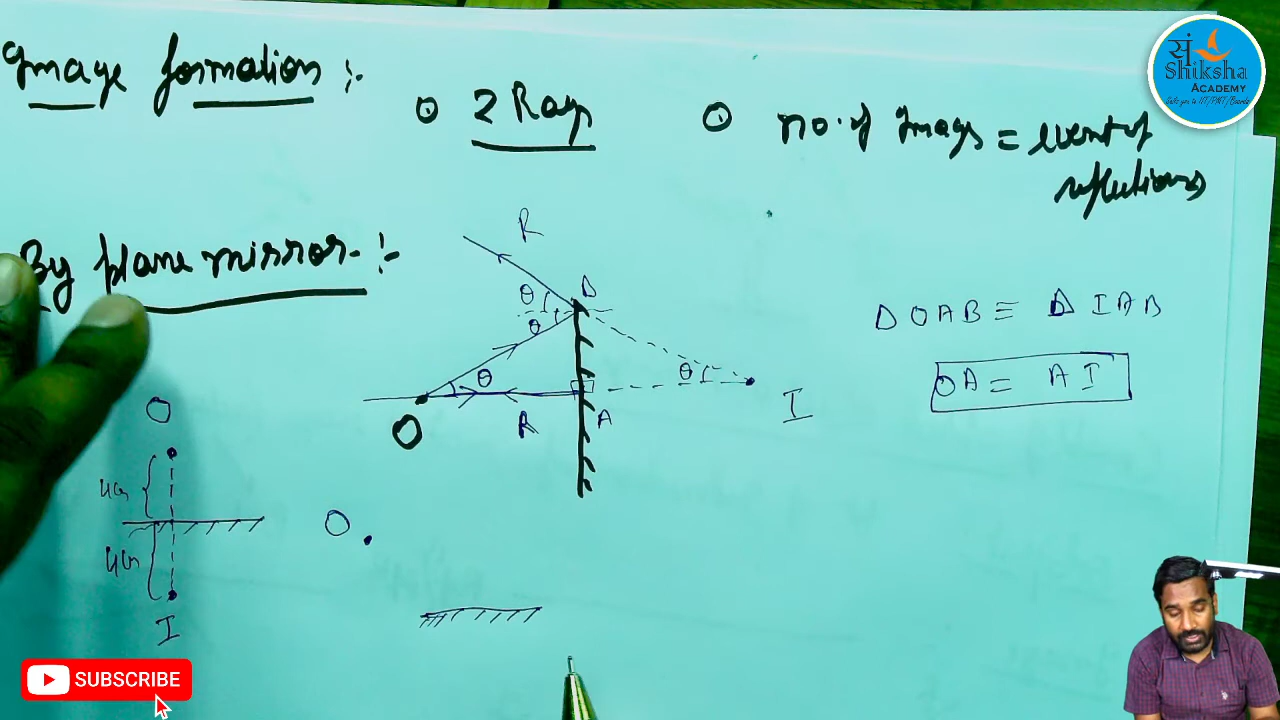 Image formation :-
2 Rays
no. of Images = event of
reflections
By plane mirror :-
R
B
θ
θ
θ
θ
O
R
A
I
Δ OAB ≡ Δ IAB
OA = AI
O
4cm
4cm
I
O
सं
Shiksha
ACADEMY
SUBSCRIBE